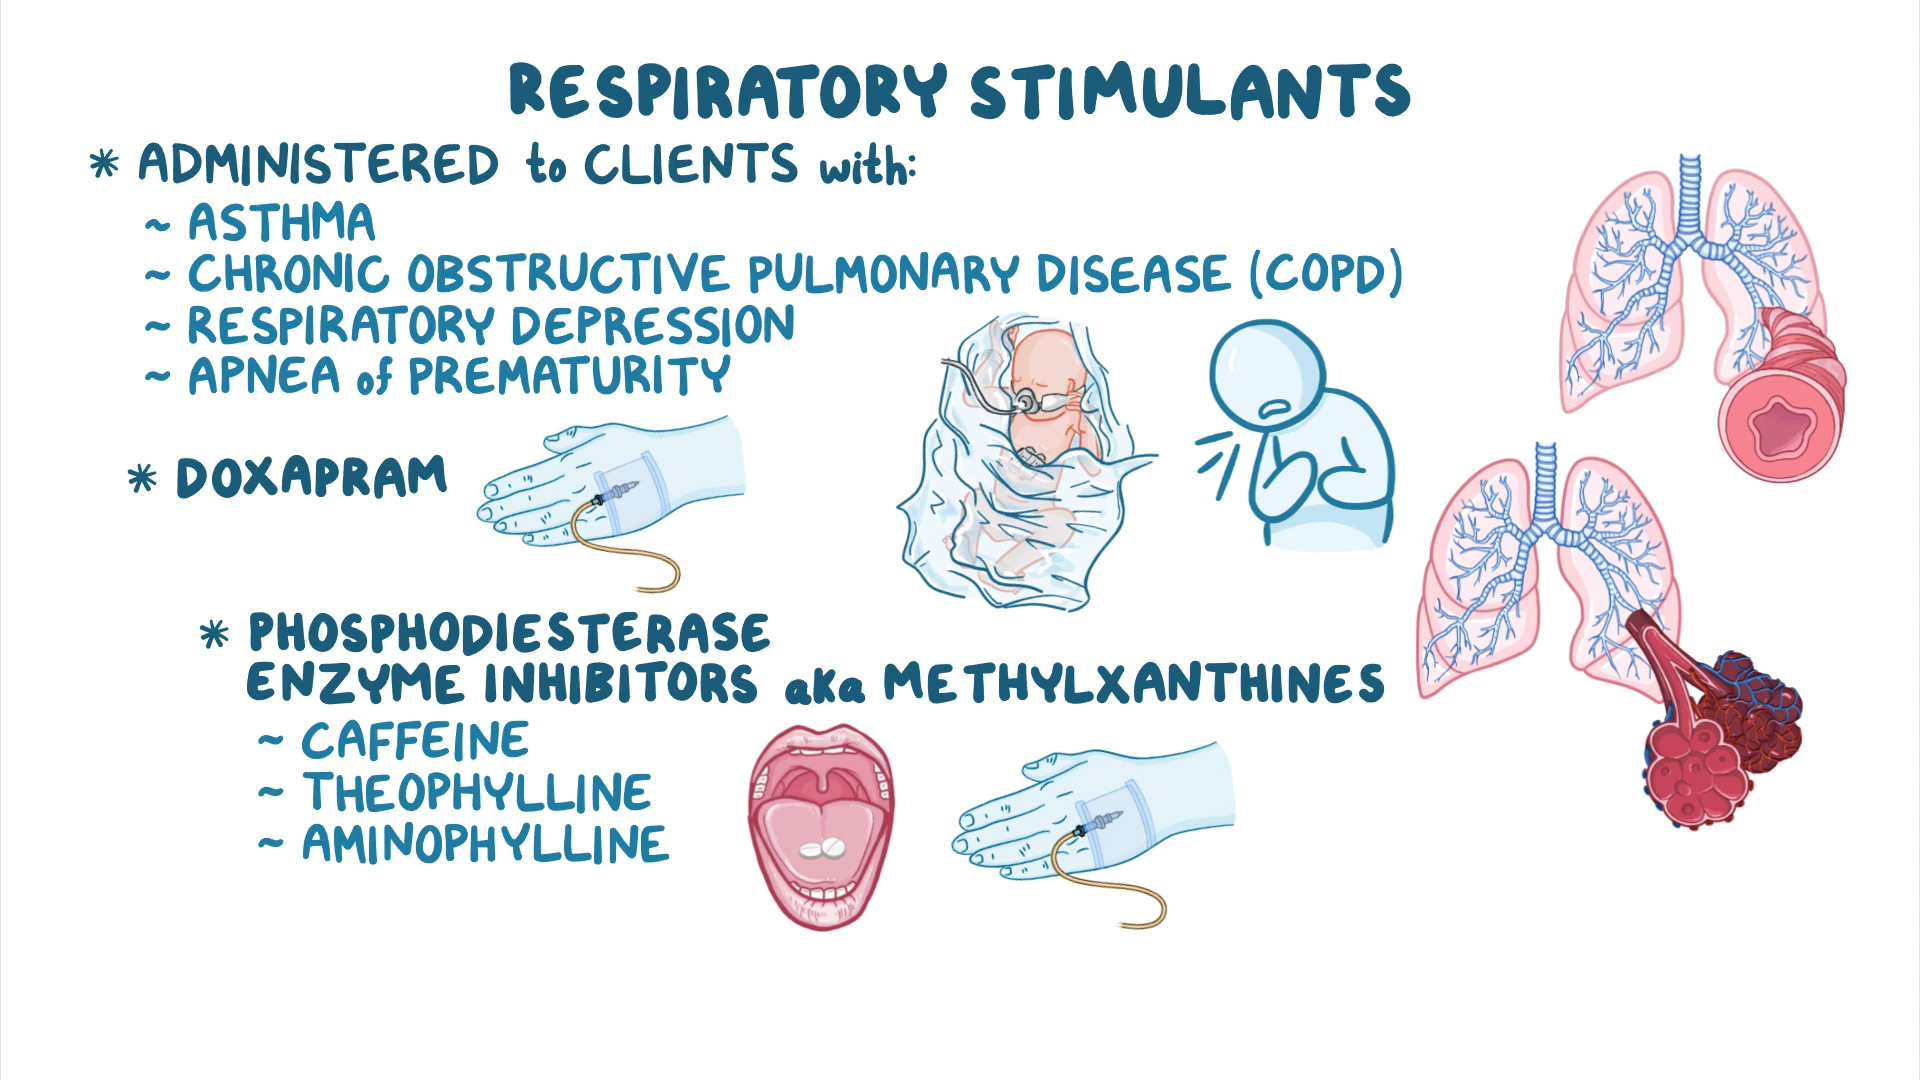 RESPIRATORY STIMULANTS
* ADMINISTERED to CLIENTS with:
~ ASTHMA
~ CHRONIC OBSTRUCTIVE PULMONARY DISEASE (COPD)
~ RESPIRATORY DEPRESSION
~ APNEA of PREMATURITY
* DOXAPRAM
* PHOSPHODIESTERASE
ENZYME INHIBITORS aka METHYLXANTHINES
~ CAFFEINE
~ THEOPHYLLINE
~ AMINOPHYLLINE